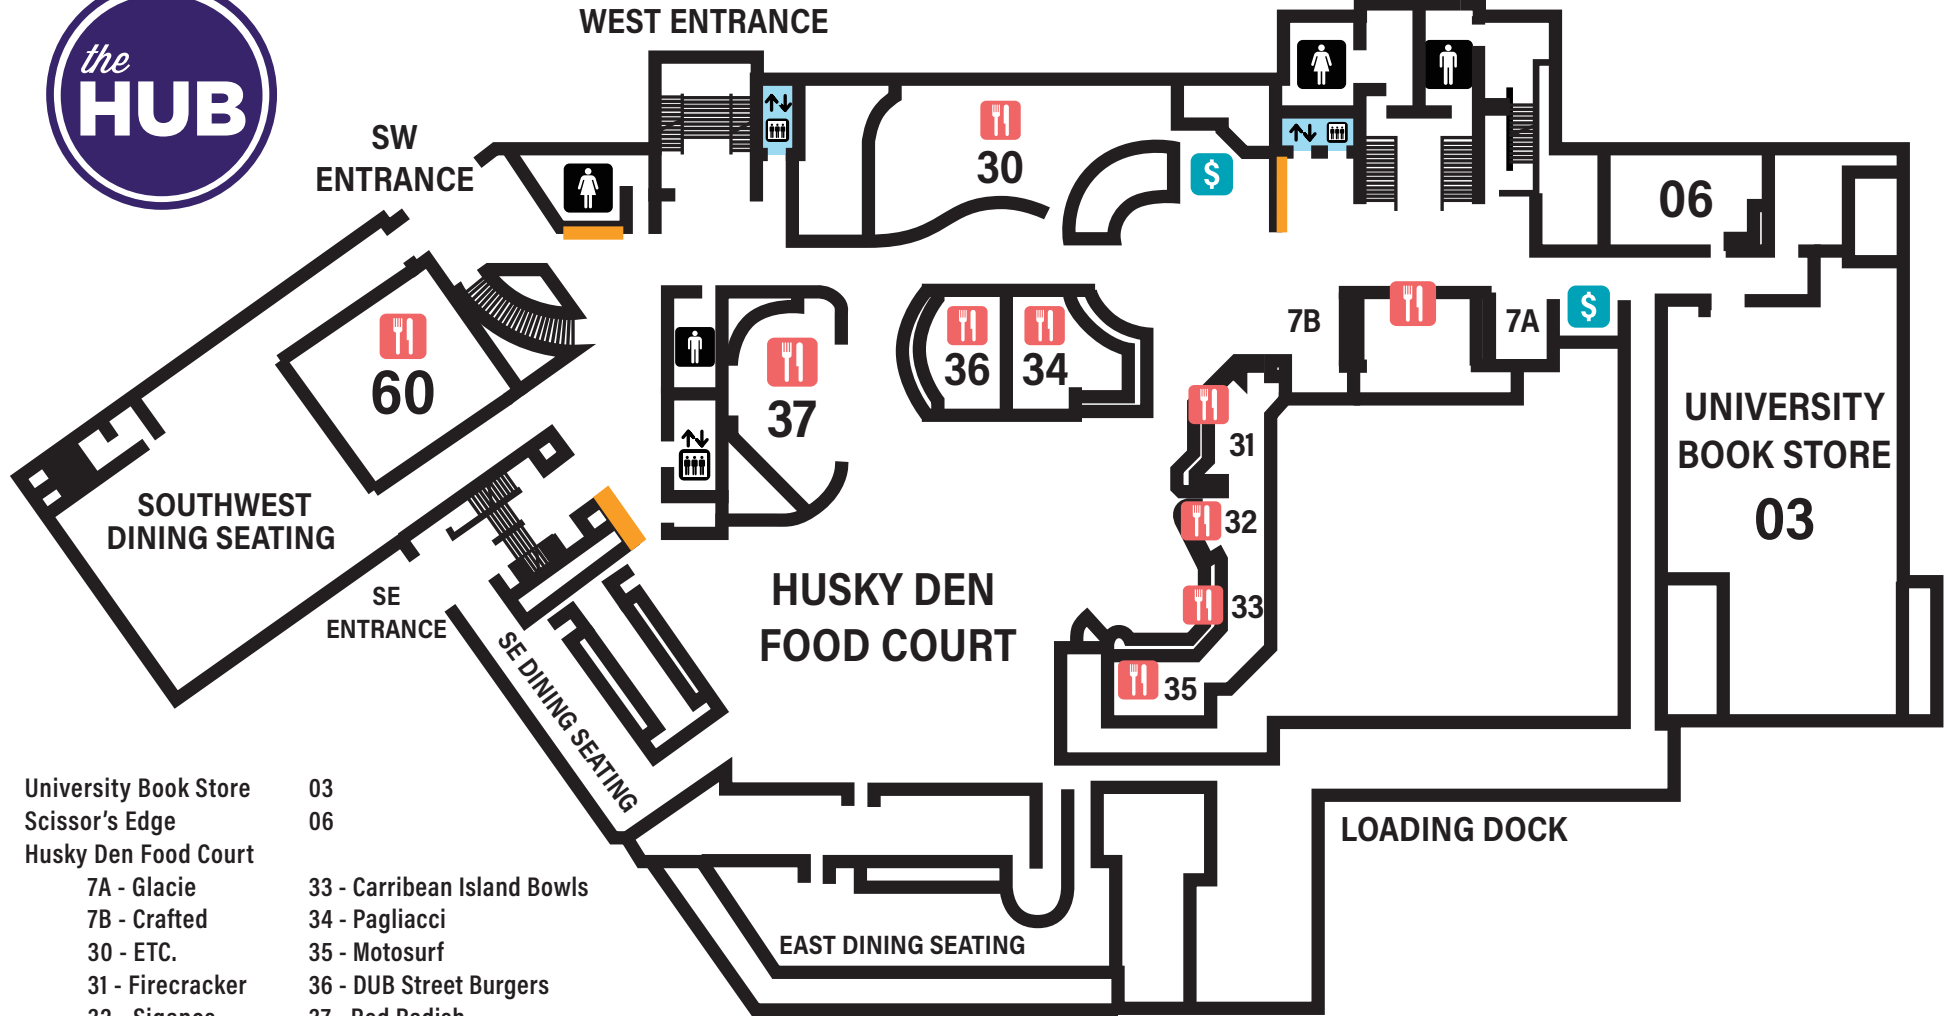 the
HUB
WEST ENTRANCE
SW
ENTRANCE
30
$
06
60
37
36
34
7B
7A
$
31
32
33
35
UNIVERSITY
BOOK STORE
03
SOUTHWEST
DINING SEATING
SE
ENTRANCE
SE DINING SEATING
HUSKY DEN
FOOD COURT
LOADING DOCK
EAST DINING SEATING
University Book Store 03
Scissor's Edge 06
Husky Den Food Court
7A - Glacie
7B - Crafted
30 - ETC.
31 - Firecracker
33 - Carribean Island Bowls
34 - Pagliacci
35 - Motosurf
36 - DUB Street Burgers
37 - Red Radish